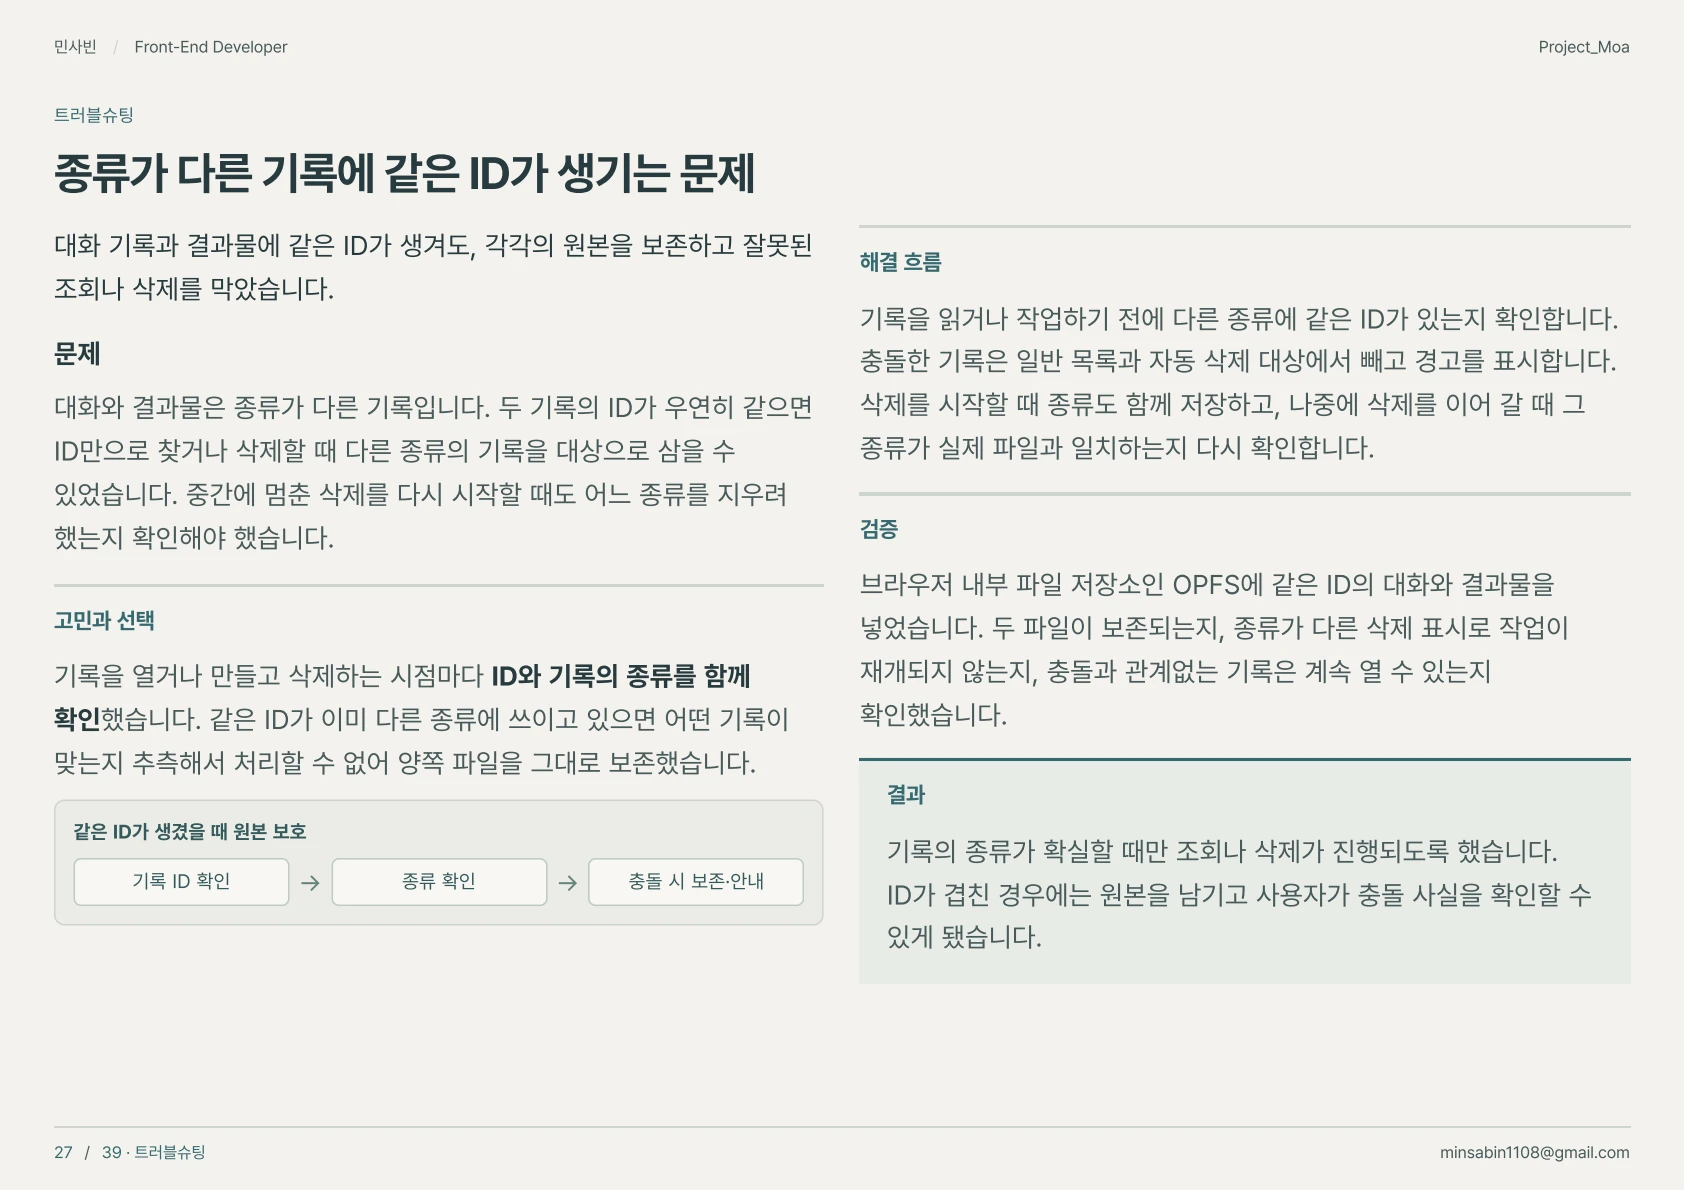 민사빈 / Front-End Developer
Project_Moa
트러블슈팅
종류가 다른 기록에 같은 ID가 생기는 문제
대화 기록과 결과물에 같은 ID가 생겨도, 각각의 원본을 보존하고 잘못된
조회나 삭제를 막았습니다.
문제
대화와 결과물은 종류가 다른 기록입니다. 두 기록의 ID가 우연히 같으면
ID만으로 찾거나 삭제할 때 다른 종류의 기록을 대상으로 삼을 수
있었습니다. 중간에 멈춘 삭제를 다시 시작할 때도 어느 종류를 지우려
했는지 확인해야 했습니다.
고민과 선택
기록을 열거나 만들고 삭제하는 시점마다 ID와 기록의 종류를 함께
확인했습니다. 같은 ID가 이미 다른 종류에 쓰이고 있으면 어떤 기록이
맞는지 추측해서 처리할 수 없어 양쪽 파일을 그대로 보존했습니다.
같은 ID가 생겼을 때 원본 보호
기록 ID 확인 → 종류 확인 → 충돌 시 보존·안내
해결 흐름
기록을 읽거나 작업하기 전에 다른 종류에 같은 ID가 있는지 확인합니다.
충돌한 기록은 일반 목록과 자동 삭제 대상에서 빼고 경고를 표시합니다.
삭제를 시작할 때 종류도 함께 저장하고, 나중에 삭제를 이어 갈 때 그
종류가 실제 파일과 일치하는지 다시 확인합니다.
검증
브라우저 내부 파일 저장소인 OPFS에 같은 ID의 대화와 결과물을
넣었습니다. 두 파일이 보존되는지, 종류가 다른 삭제 표시로 작업이
재개되지 않는지, 충돌과 관계없는 기록은 계속 열 수 있는지
확인했습니다.
결과
기록의 종류가 확실할 때만 조회나 삭제가 진행되도록 했습니다.
ID가 겹친 경우에는 원본을 남기고 사용자가 충돌 사실을 확인할 수
있게 됐습니다.
27 / 39 · 트러블슈팅
minsabin1108@gmail.com